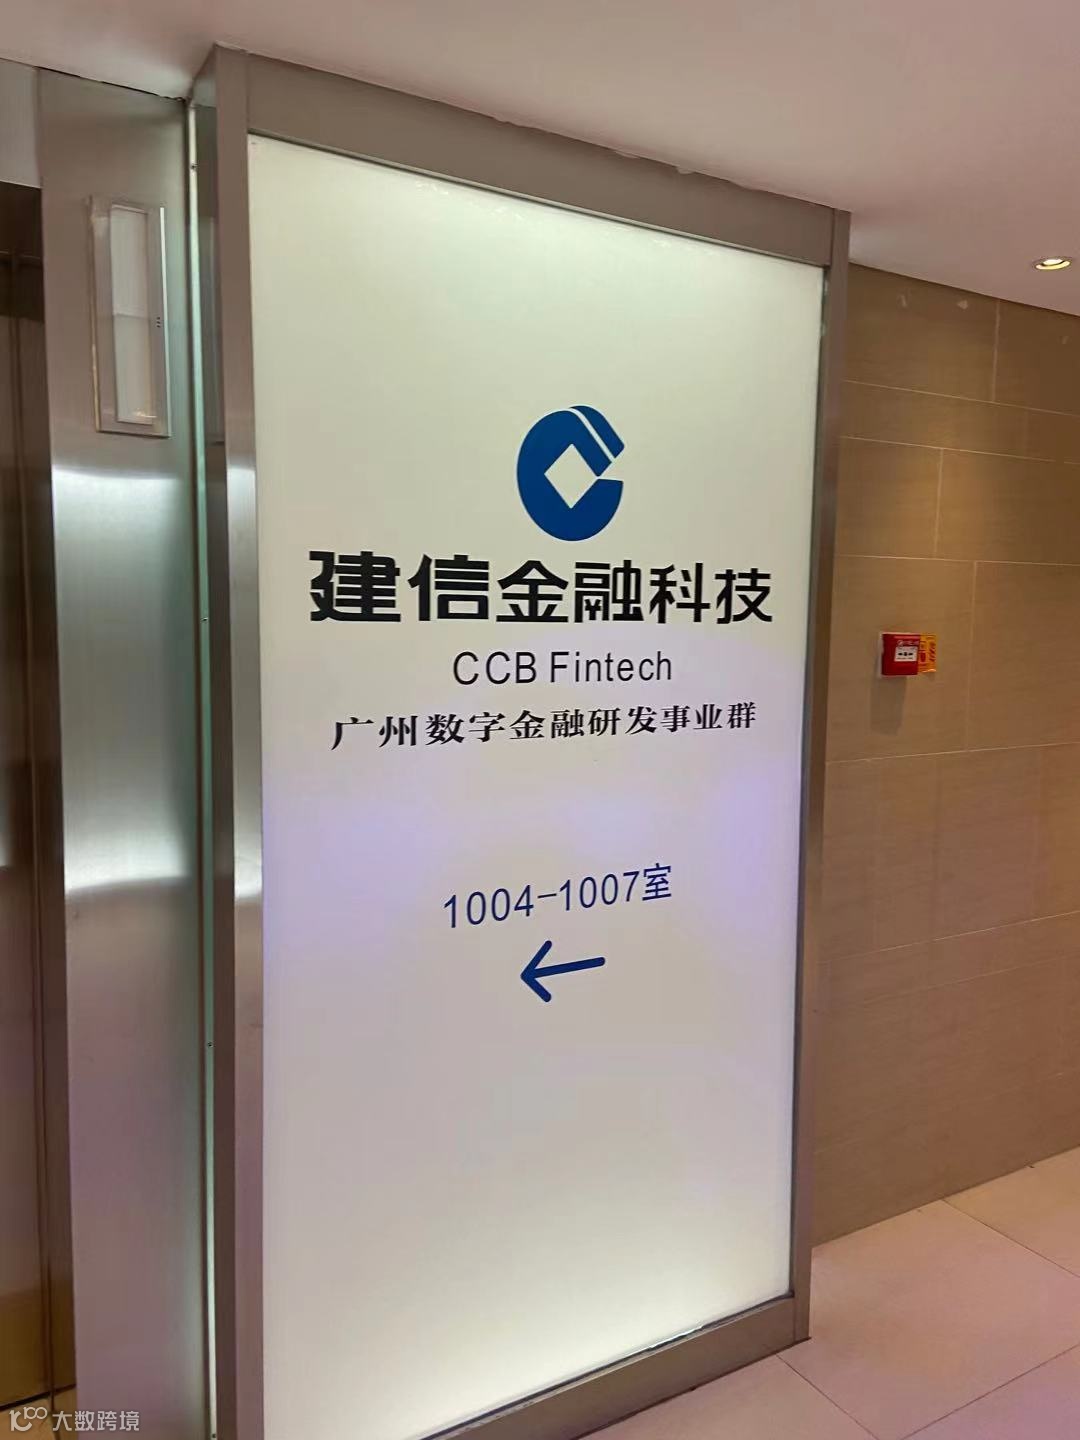 建信金融科技
CCB Fintech
广州数字金融研发事业群
1004-1007室
大数跨境